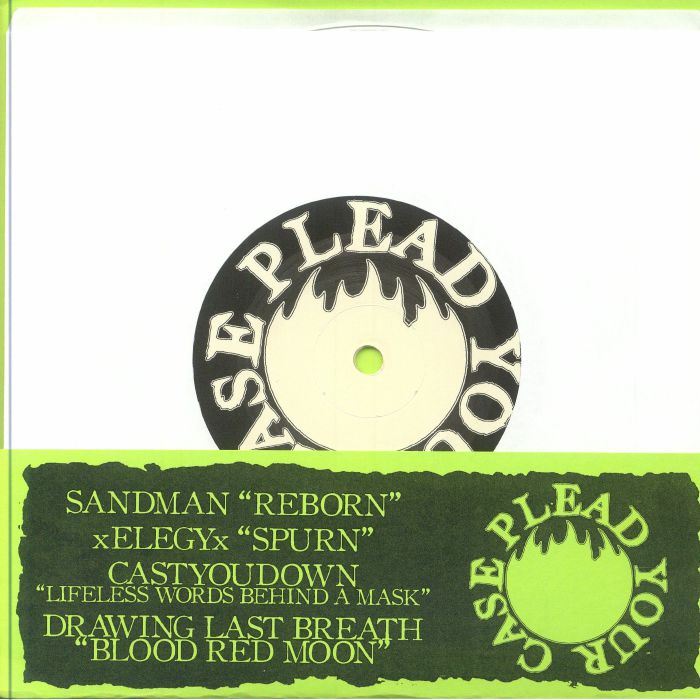 CASE PLEAD YOUR
SANDMAN “REBORN”
xELEGYx “SPURN”
CASTYOUDOWN
“LIFELESS WORDS BEHIND A MASK”
DRAWING LAST BREATH
“BLOOD RED MOON”
PLEAD YOUR CASE